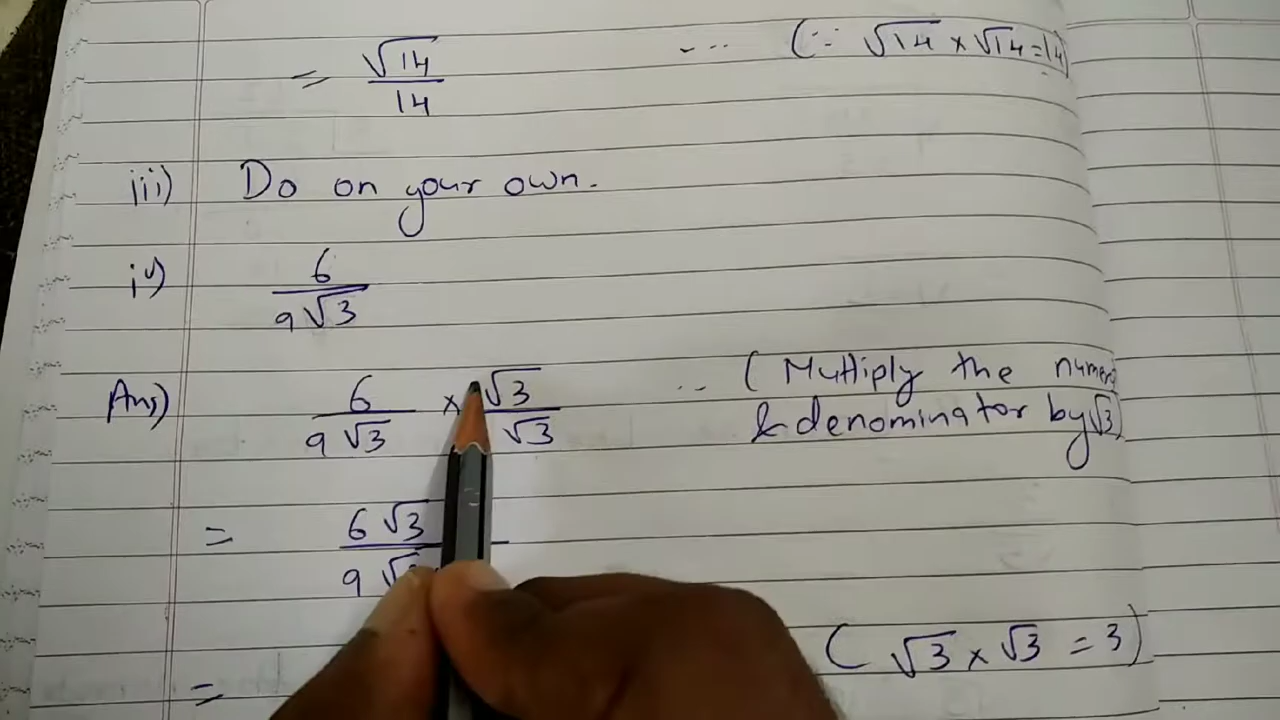 = √14/14 --- (∵ √14 × √14 = 14)
iii) Do on your own.
iv) 6/9√3
Ans) 6/9√3 × √3/√3 .. (Multiply the numer
& denominator by √3)
= 6√3/9√
= (√3 × √3 = 3)